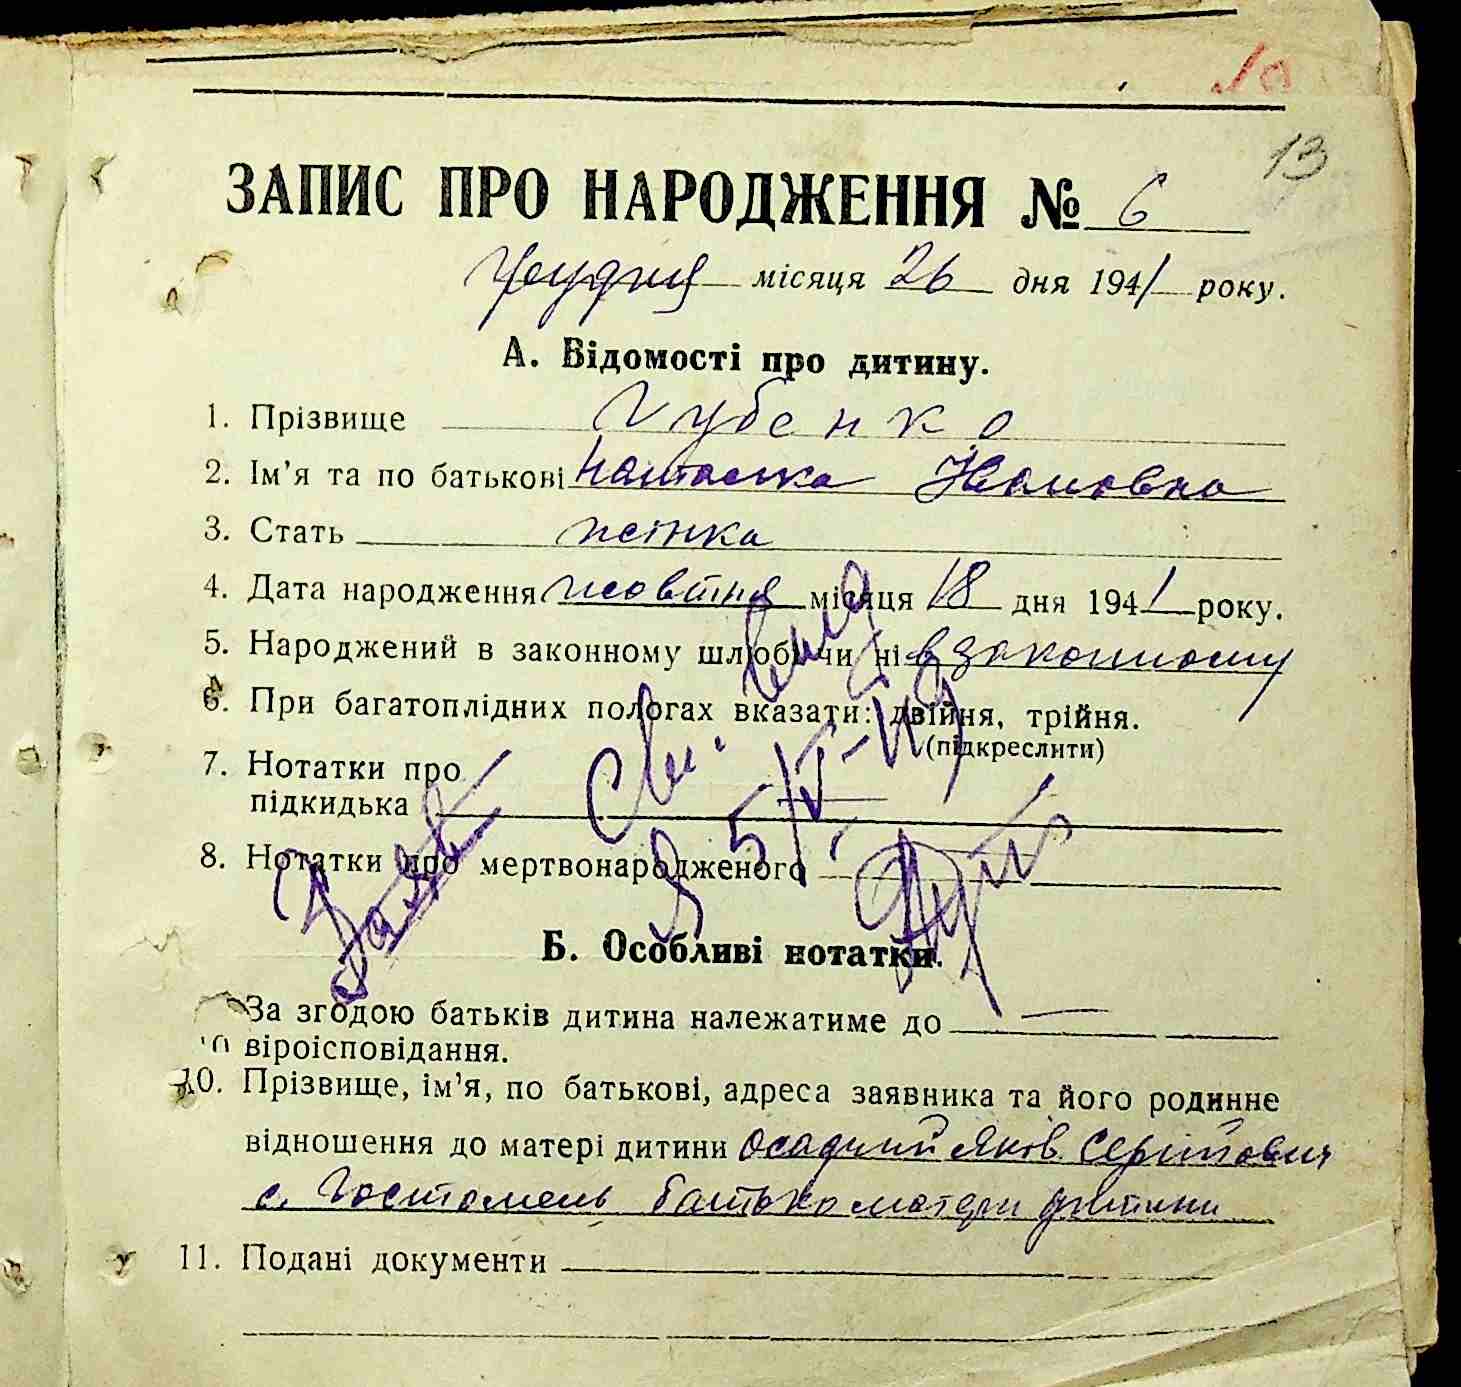 10
13
ЗАПИС ПРО НАРОДЖЕННЯ № 6
грудня місяця 26 дня 1941 року.
А. Відомості про дитину.
1. Прізвище Губенко
2. Ім’я та по батькові Ивановна
3. Стать жінка
4. Дата народження жовтня місяця 18 дня 1941 року.
5. Народжений в законному шлюбі чи ні в законному
6. При багатоплідних пологах вказати: двійня, трійня.
(підкреслити)
7. Нотатки про
підкидька
8. Нотатки про мертвонародженого —
Б. Особливі нотатки.
За згодою батьків дитина належатиме до —
віроісповідання.
10. Прізвище, ім’я, по батькові, адреса заявника та його родинне
відношення до матері дитини Осадчий Яків Сергійович
с. Гостомель батько матери дитини
11. Подані документи